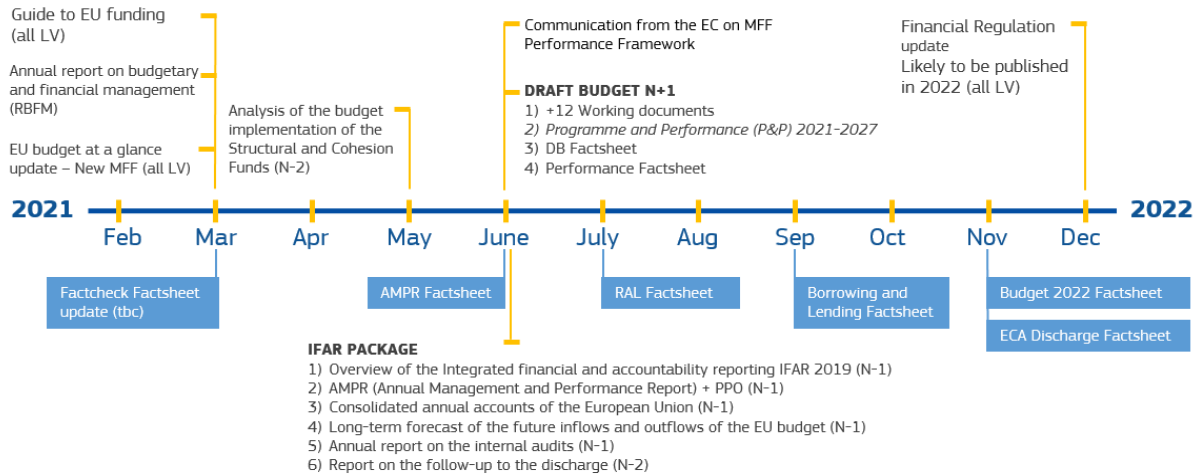 Guide to EU funding
(all LV)
Annual report on budgetary
and financial management
(RBFM)
EU budget at a glance
update – New MFF (all LV)
Analysis of the budget
implementation of the
Structural and Cohesion
Funds (N-2)
Communication from the EC on MFF
Performance Framework
DRAFT BUDGET N+1
1) +12 Working documents
2) Programme and Performance (P&P) 2021-2027
3) DB Factsheet
4) Performance Factsheet
Financial Regulation
update
Likely to be published
in 2022 (all LV)
2021
2022
Feb
Mar
Apr
May
June
July
Aug
Sep
Oct
Nov
Dec
Factcheck Factsheet
update (tbc)
AMPR Factsheet
RAL Factsheet
Borrowing and
Lending Factsheet
Budget 2022 Factsheet
ECA Discharge Factsheet
IFAR PACKAGE
1) Overview of the Integrated financial and accountability reporting IFAR 2019 (N-1)
2) AMPR (Annual Management and Performance Report) + PPO (N-1)
3) Consolidated annual accounts of the European Union (N-1)
4) Long-term forecast of the future inflows and outflows of the EU budget (N-1)
5) Annual report on the internal audits (N-1)
6) Report on the follow-up to the discharge (N-2)